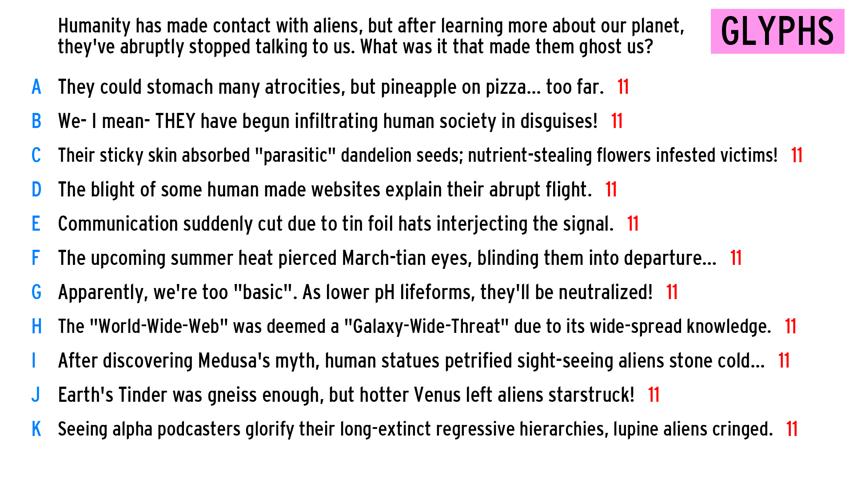 Humanity has made contact with aliens, but after learning more about our planet,
they've abruptly stopped talking to us. What was it that made them ghost us?
GLYPHS
A They could stomach many atrocities, but pineapple on pizza... too far. 11
B We- I mean- THEY have begun infiltrating human society in disguises! 11
C Their sticky skin absorbed "parasitic" dandelion seeds; nutrient-stealing flowers infested victims! 11
D The blight of some human made websites explain their abrupt flight. 11
E Communication suddenly cut due to tin foil hats interjecting the signal. 11
F The upcoming summer heat pierced March-tian eyes, blinding them into departure... 11
G Apparently, we're too "basic". As lower pH lifeforms, they'll be neutralized! 11
H The "World-Wide-Web" was deemed a "Galaxy-Wide-Threat" due to its wide-spread knowledge. 11
I After discovering Medusa's myth, human statues petrified sight-seeing aliens stone cold... 11
J Earth's Tinder was gneiss enough, but hotter Venus left aliens starstruck! 11
K Seeing alpha podcasters glorify their long-extinct regressive hierarchies, lupine aliens cringed. 11